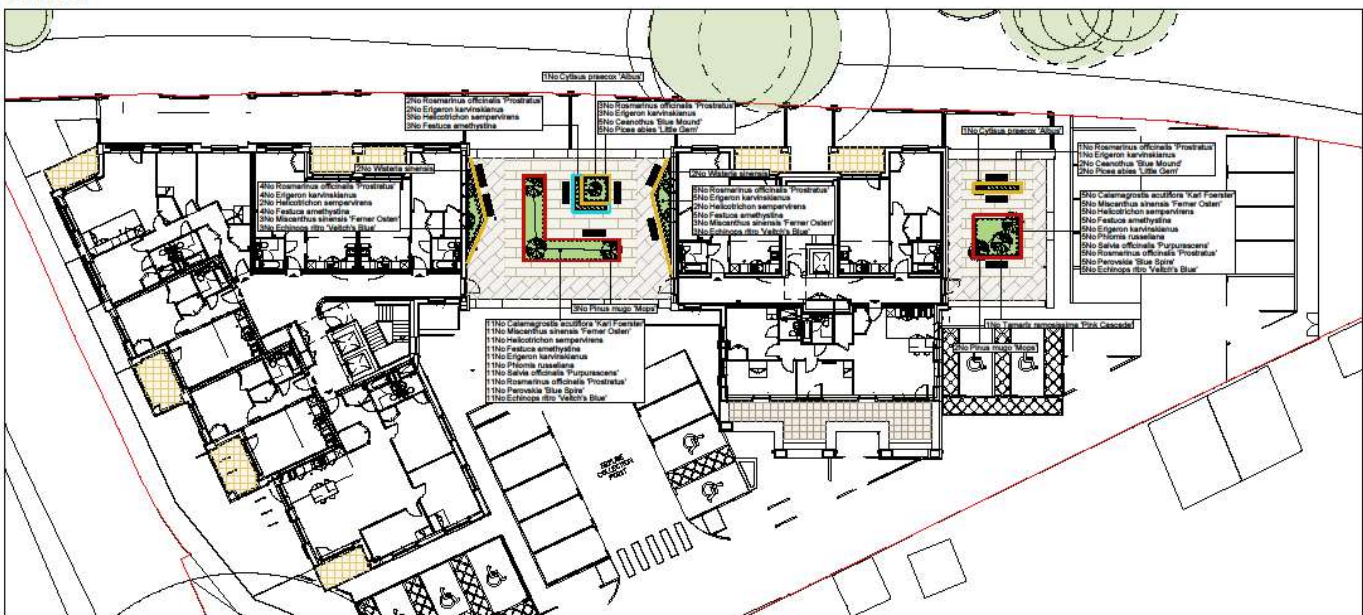 1No Cytisus praecox 'Albus'
2No Rosmarinus officinalis 'Prostratus'
2No Erigeron karvinskianus
3No Helicotrichon sempervirens
3No Festuca amethystina
3No Rosmarinus officinalis 'Prostratus'
3No Erigeron karvinskianus
5No Ceanothus 'Blue Mound'
5No Picea abies 'Little Gem'
1No Cytisus praecox 'Albus'
1No Rosmarinus officinalis 'Prostratus'
1No Erigeron karvinskianus
2No Ceanothus 'Blue Mound'
2No Picea abies 'Little Gem'
2No Wisteria sinensis
4No Rosmarinus officinalis 'Prostratus'
4No Erigeron karvinskianus
2No Helicotrichon sempervirens
4No Festuca amethystina
3No Miscanthus sinensis 'Ferner Osten'
3No Echinops ritro 'Veitch's Blue'
2No Wisteria sinensis
5No Rosmarinus officinalis 'Prostratus'
5No Erigeron karvinskianus
2No Helicotrichon sempervirens
5No Festuca amethystina
3No Miscanthus sinensis 'Ferner Osten'
3No Echinops ritro 'Veitch's Blue'
5No Calamagrostis acutiflora 'Karl Foerster'
5No Miscanthus sinensis 'Ferner Osten'
5No Helicotrichon sempervirens
5No Festuca amethystina
5No Erigeron karvinskianus
5No Phlomis russeliana
5No Salvia officinalis 'Purpurascens'
5No Rosmarinus officinalis 'Prostratus'
5No Perovskia 'Blue Spire'
5No Echinops ritro 'Veitch's Blue'
3No Pinus mugo 'Mops'
11No Calamagrostis acutiflora 'Karl Foerster'
11No Miscanthus sinensis 'Ferner Osten'
11No Helicotrichon sempervirens
11No Festuca amethystina
11No Erigeron karvinskianus
11No Phlomis russeliana
11No Salvia officinalis 'Purpurascens'
11No Rosmarinus officinalis 'Prostratus'
11No Perovskia 'Blue Spire'
11No Echinops ritro 'Veitch's Blue'
1No Tamarix ramosissima 'Pink Cascade'
2No Pinus mugo 'Mops'
COLLECTION
POINT